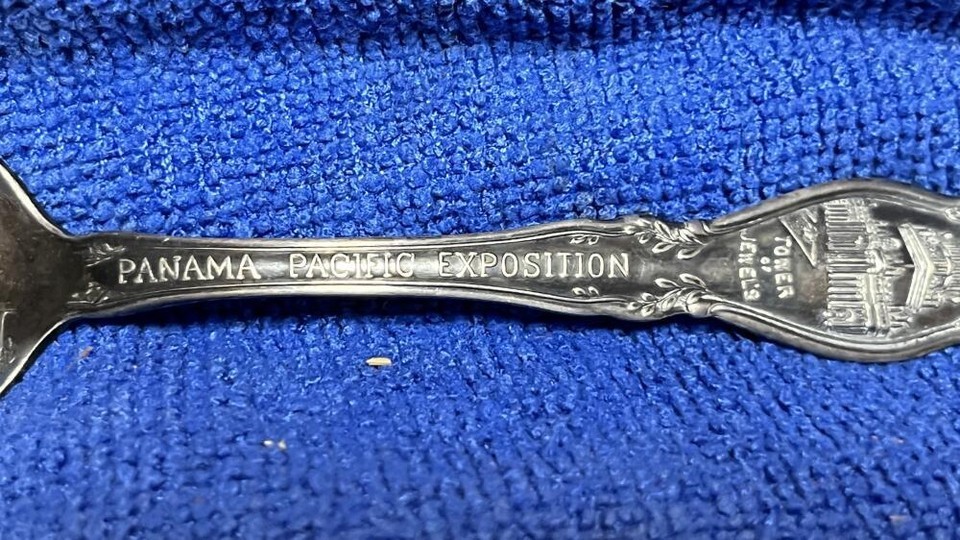 PANAMA PACIFIC EXPOSITION
TOWER
OF
JEWELS